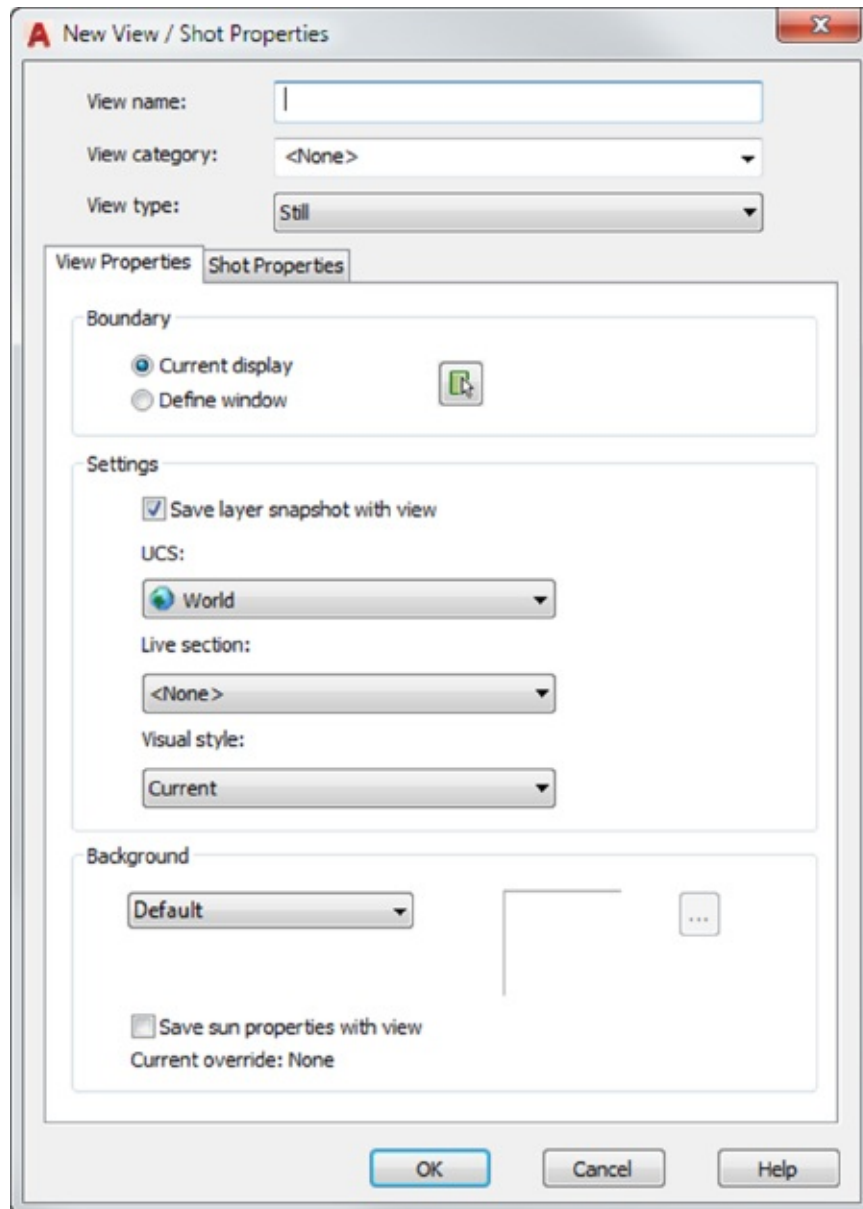 New View / Shot Properties
View name:
View category: <None>
View type: Still
View Properties Shot Properties
Boundary
Current display
Define window
Settings
Save layer snapshot with view
UCS:
World
Live section:
<None>
Visual style:
Current
Background
Default ...
Save sun properties with view
Current override: None
OK Cancel Help